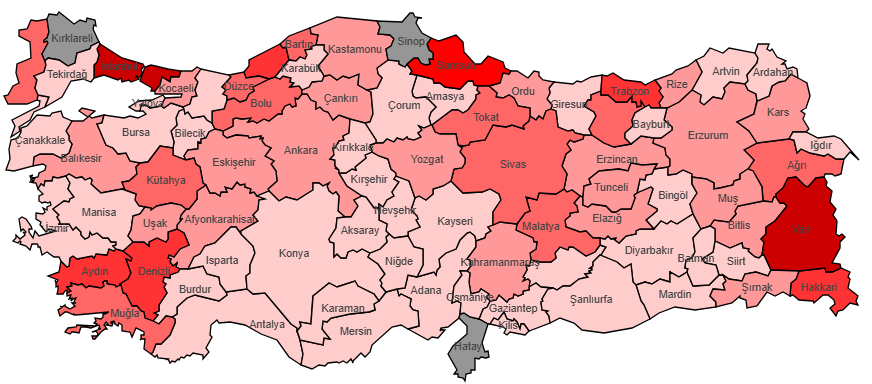 Kırklareli
Tekirdağ
İstanbul
Kocaeli
Yalova
Düzce
Bolu
Bartın
Karabük
Kastamonu
Sinop
Samsun
Çankırı
Çorum
Amasya
Tokat
Ordu
Giresun
Trabzon
Rize
Artvin
Ardahan
Bayburt
Erzurum
Kars
Iğdır
Ağrı
Çanakkale
Bursa
Bilecik
Balıkesir
Kütahya
Eskişehir
Ankara
Kırıkkale
Kırşehir
Yozgat
Sivas
Erzincan
Tunceli
Bingöl
Muş
Bitlis
Van
Manisa
İzmir
Uşak
Afyonkarahisar
Konya
Aksaray
Nevşehir
Kayseri
Malatya
Elazığ
Diyarbakır
Batman
Siirt
Aydın
Denizli
Isparta
Burdur
Niğde
Kahramanmaraş
Adana
Osmaniye
Gaziantep
Kilis
Şanlıurfa
Mardin
Şırnak
Hakkari
Muğla
Antalya
Karaman
Mersin
Hatay